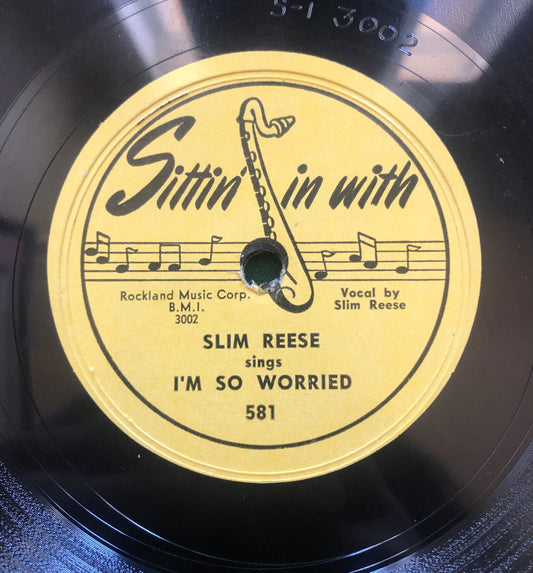 S-1 3002
Sittin' in with
Rockland Music Corp.
B.M.I.
3002
Vocal by
Slim Reese
SLIM REESE
sings
I'M SO WORRIED
581